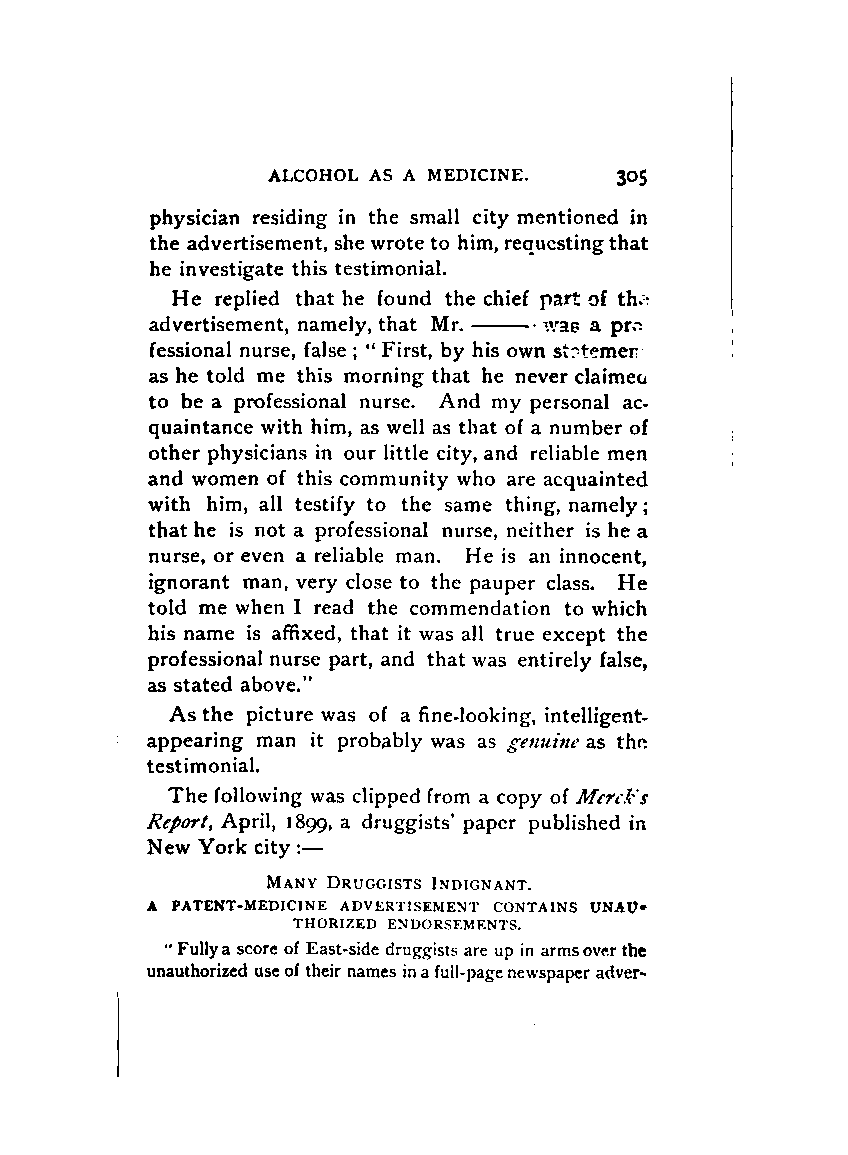 ALCOHOL AS A MEDICINE. 305
physician residing in the small city mentioned in
the advertisement, she wrote to him, requesting that
he investigate this testimonial.
He replied that he found the chief part of the
advertisement, namely, that Mr. ——— was a pro
fessional nurse, false ; " First, by his own statemen
as he told me this morning that he never claimed
to be a professional nurse. And my personal ac-
quaintance with him, as well as that of a number of
other physicians in our little city, and reliable men
and women of this community who are acquainted
with him, all testify to the same thing, namely ;
that he is not a professional nurse, neither is he a
nurse, or even a reliable man. He is an innocent,
ignorant man, very close to the pauper class. He
told me when I read the commendation to which
his name is affixed, that it was all true except the
professional nurse part, and that was entirely false,
as stated above."
As the picture was of a fine-looking, intelligent-
appearing man it probably was as genuine as the
testimonial.
The following was clipped from a copy of Merck's
Report, April, 1899, a druggists' paper published in
New York city :—
MANY DRUGGISTS INDIGNANT.
A PATENT-MEDICINE ADVERTISEMENT CONTAINS UNAU-
THORIZED ENDORSEMENTS.
" Fully a score of East-side druggists are up in arms over the
unauthorized use of their names in a full-page newspaper adver-